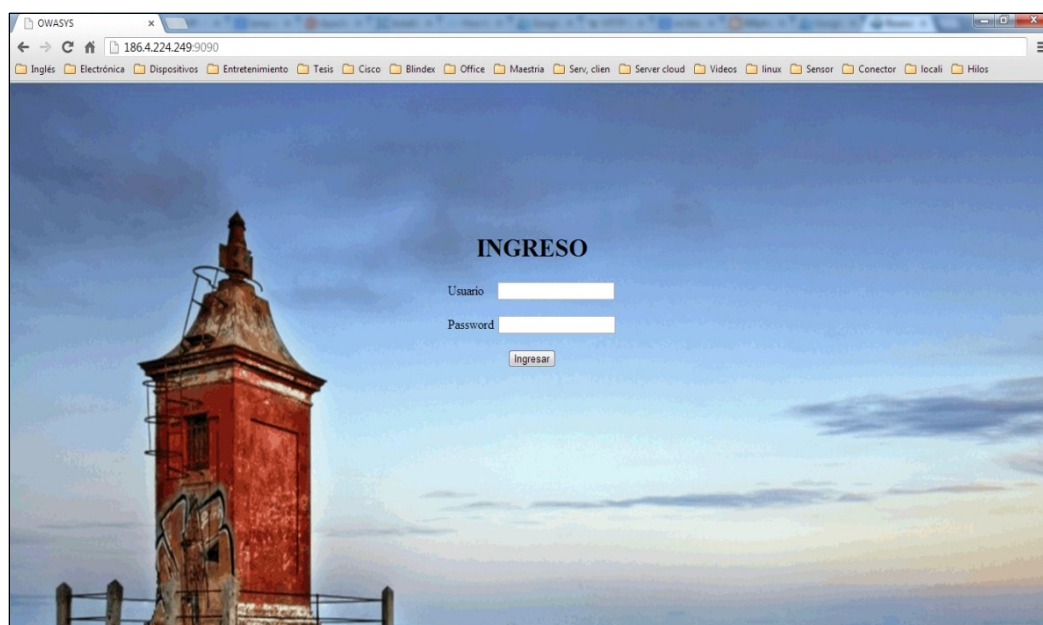 OWASYS
186.4.224.249:9090
Inglés Electrónica Dispositivos Entretenimiento Tesis Cisco Blindex Office Maestria Serv, clien Server cloud Videos linux Sensor Conector locali Hilos
INGRESO
Usuario
Password
Ingresar